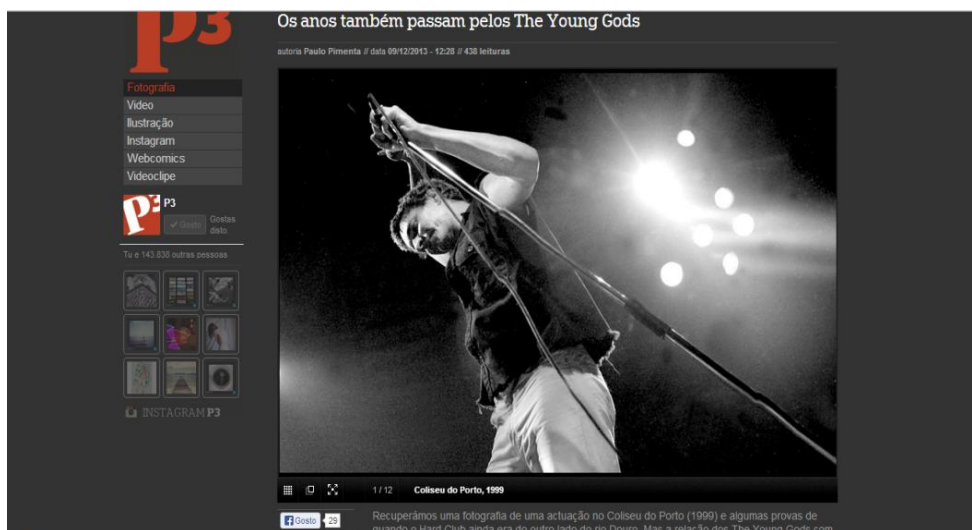 P3
Os anos também passam pelos The Young Gods
autoria Paulo Pimenta // data 09/12/2013 - 12:28 // 438 leituras
Fotografia
Video
Ilustração
Instagram
Webcomics
Videoclipe
P3
P3
Gosto
Gostas
disto
Tu e 143.838 outras pessoas
INSTAGRAM P3
1 / 12 Coliseu do Porto, 1999
Gosto 29
Recuperámos uma fotografia de uma actuação no Coliseu do Porto (1999) e algumas provas de
quando o Hard Club ainda era do outro lado do rio Douro. Mas a relação dos The Young Gods com